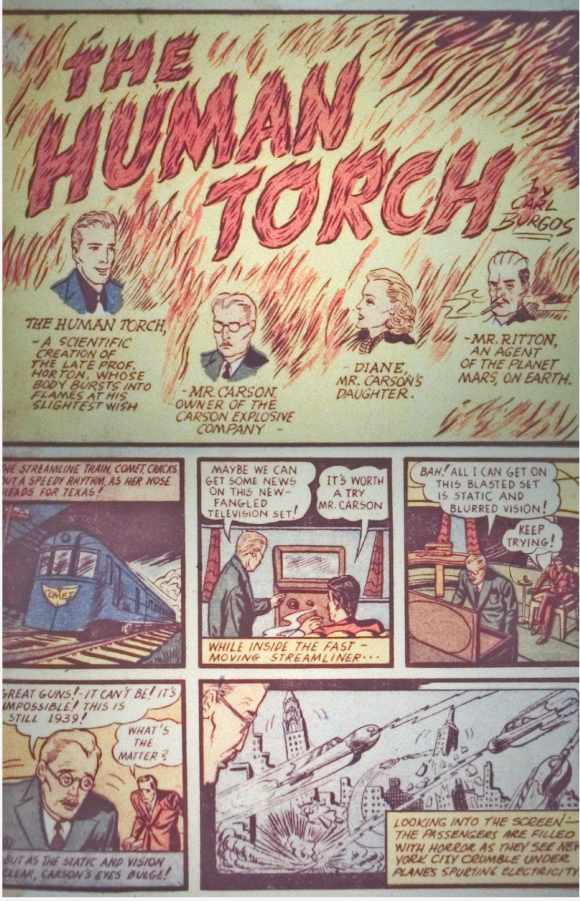 THE
HUMAN
TORCH
by
CARL
BURGOS
THE HUMAN TORCH,
-A SCIENTIFIC
CREATION OF
THE LATE PROF.
HORTON, WHOSE
BODY BURSTS INTO
FLAMES AT HIS
SLIGHTEST WISH
-MR. CARSON,
OWNER OF THE
CARSON EXPLOSIVE
COMPANY -
- DIANE,
MR. CARSON'S
DAUGHTER.
-MR. RITTON,
AN AGENT
OF THE PLANET
MARS, ON EARTH.
THE STREAMLINE TRAIN, COMET, CRACKS
OUT A SPEEDY RHYTHM, AS HER NOSE
HEADS FOR TEXAS!
COMET
MAYBE WE CAN
GET SOME NEWS
ON THIS NEW-
FANGLED
TELEVISION SET!
IT'S WORTH
A TRY
MR. CARSON
WHILE INSIDE THE FAST-
MOVING STREAMLINER...
BAH! ALL I CAN GET ON
THIS BLASTED SET
IS STATIC AND
BLURRED VISION!
KEEP
TRYING!
GREAT GUNS!-IT CAN'T BE! IT'S
IMPOSSIBLE! THIS IS
STILL 1939!
WHAT'S
THE
MATTER?
BUT AS THE STATIC AND VISION
CLEAR, CARSON'S EYES BULGE!
LOOKING INTO THE SCREEN-
THE PASSENGERS ARE FILLED
WITH HORROR AS THEY SEE NEW
YORK CITY CRUMBLE UNDER
PLANES SPURTING ELECTRICITY